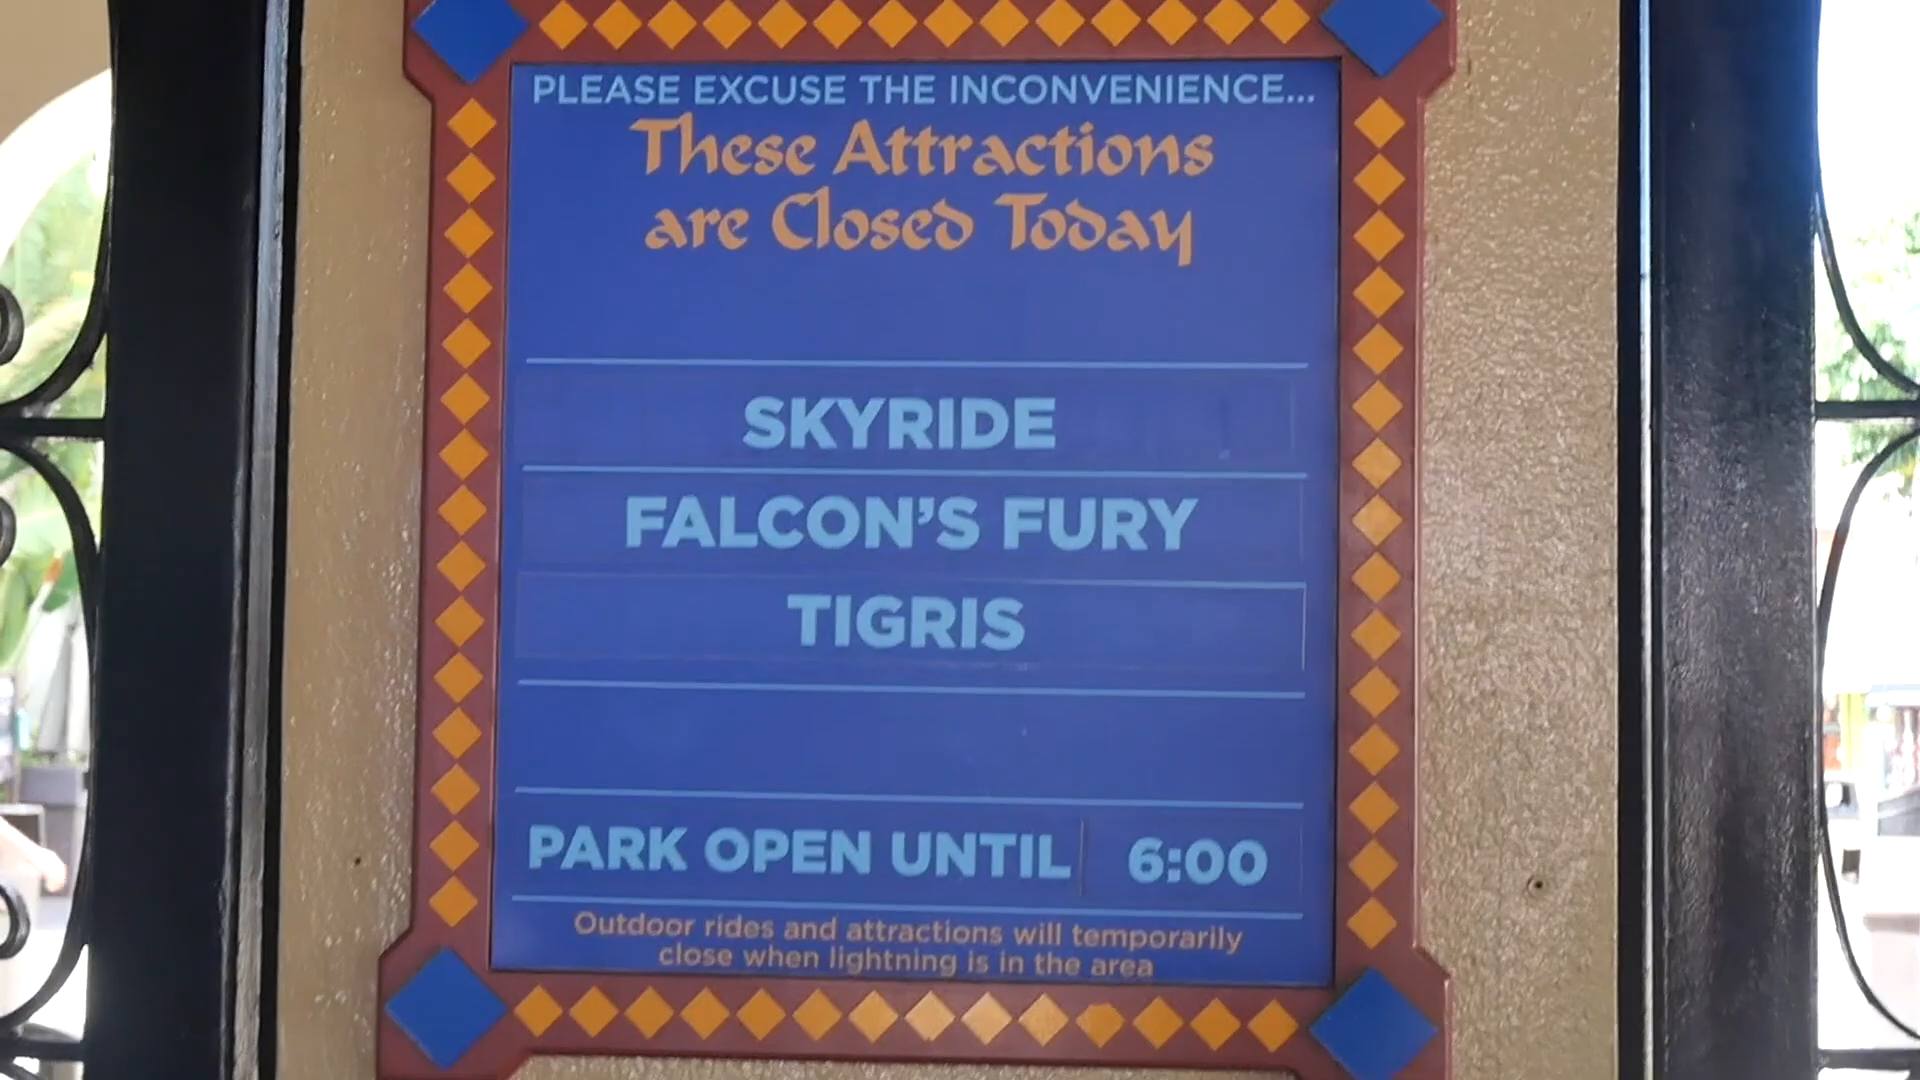 PLEASE EXCUSE THE INCONVENIENCE...
These Attractions
are Closed Today
SKYRIDE
FALCON'S FURY
TIGRIS
PARK OPEN UNTIL 6:00
Outdoor rides and attractions will temporarily
close when lightning is in the area